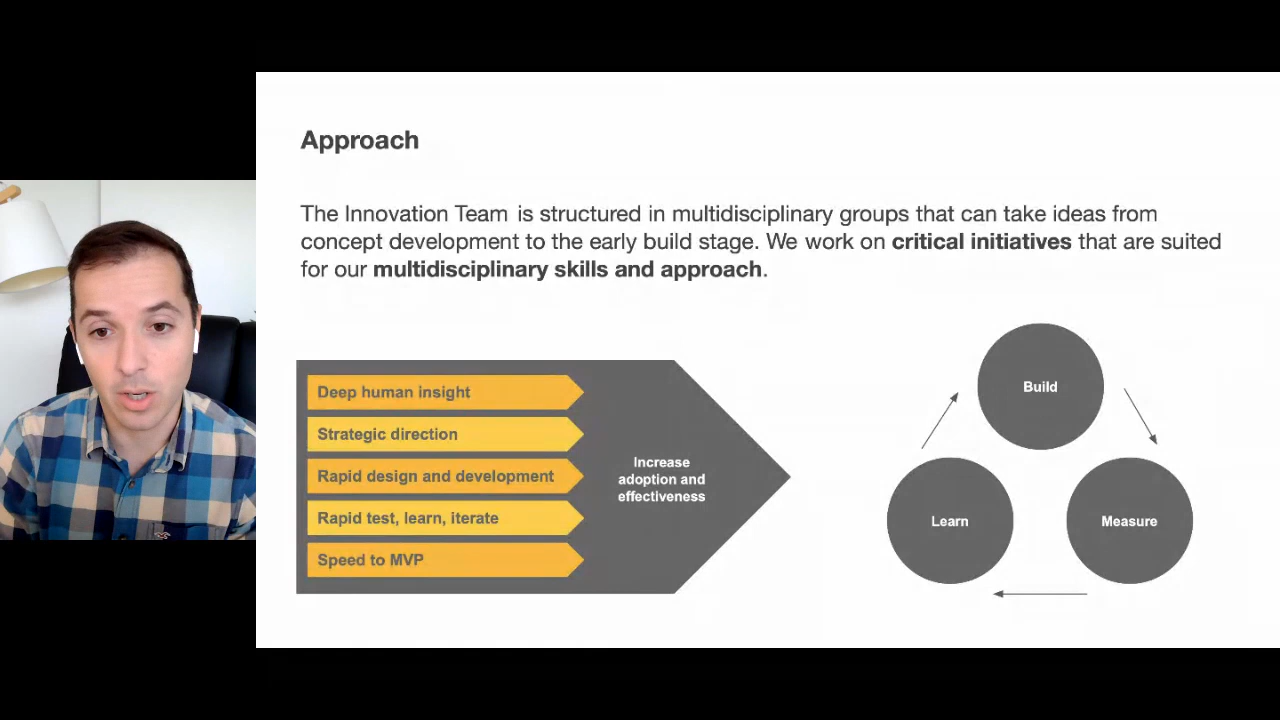 Approach
The Innovation Team is structured in multidisciplinary groups that can take ideas from
concept development to the early build stage. We work on critical initiatives that are suited
for our multidisciplinary skills and approach.
Deep human insight
Strategic direction
Rapid design and development
Rapid test, learn, iterate
Speed to MVP
Increase
adoption and
effectiveness
Build
Learn
Measure